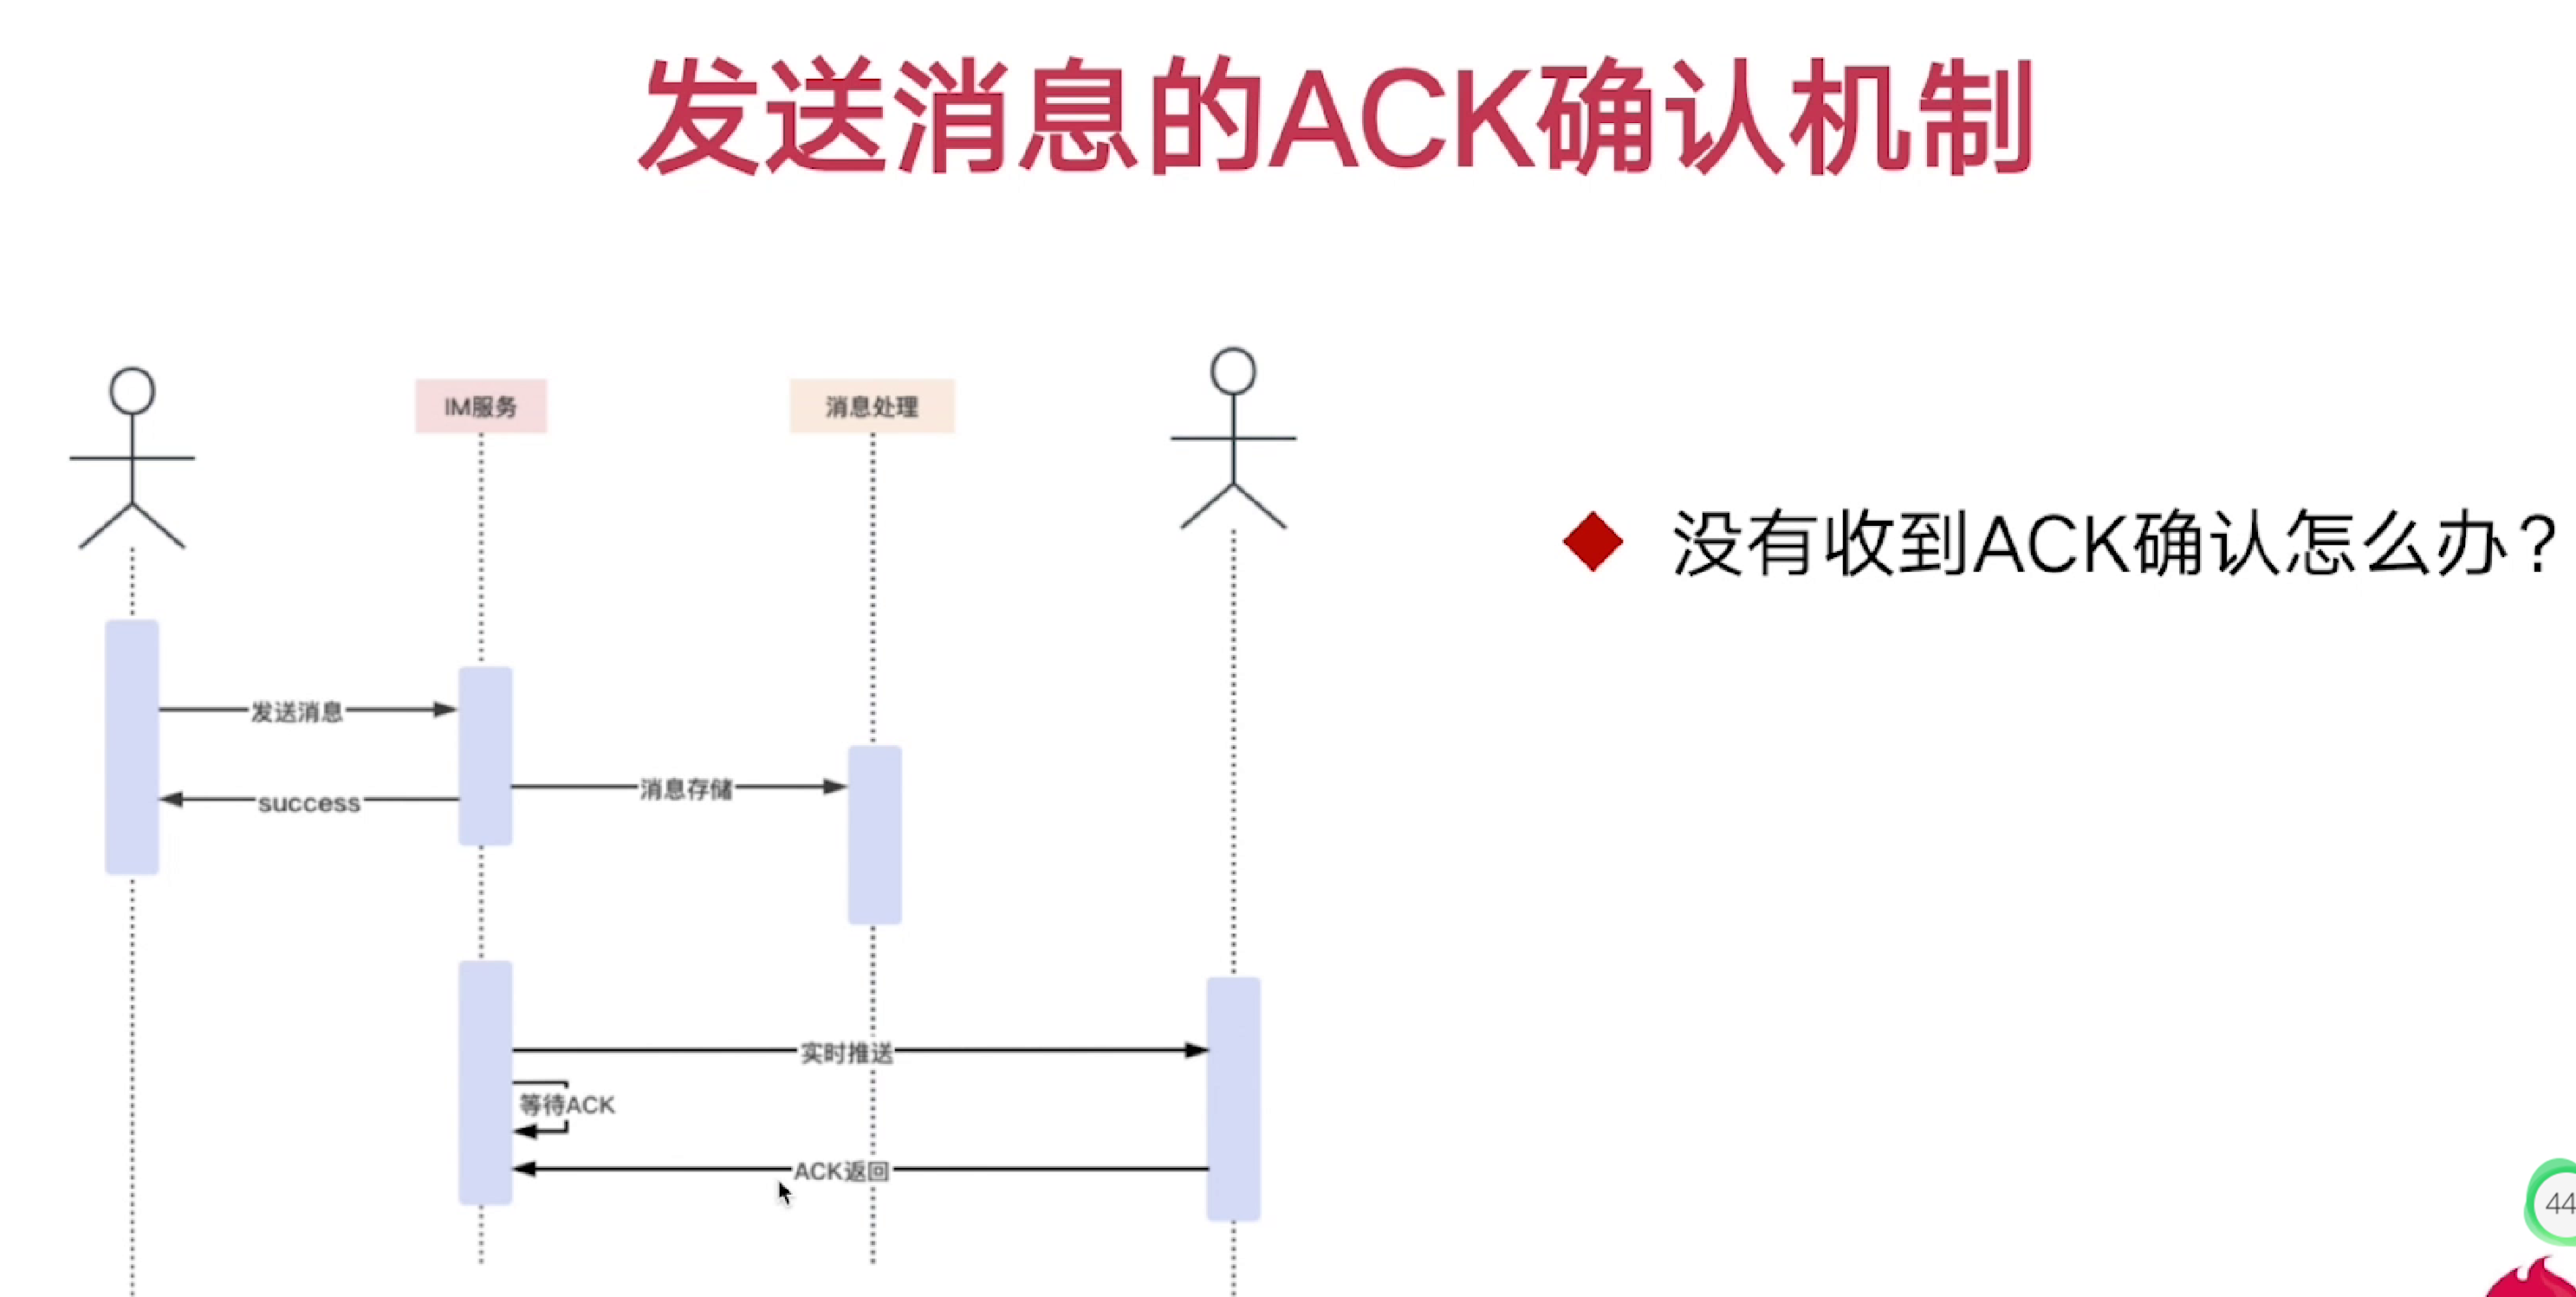 发送消息的ACK确认机制
IM服务
消息处理
没有收到ACK确认怎么办？
发送消息
消息存储
success
实时推送
等待ACK
ACK返回
44